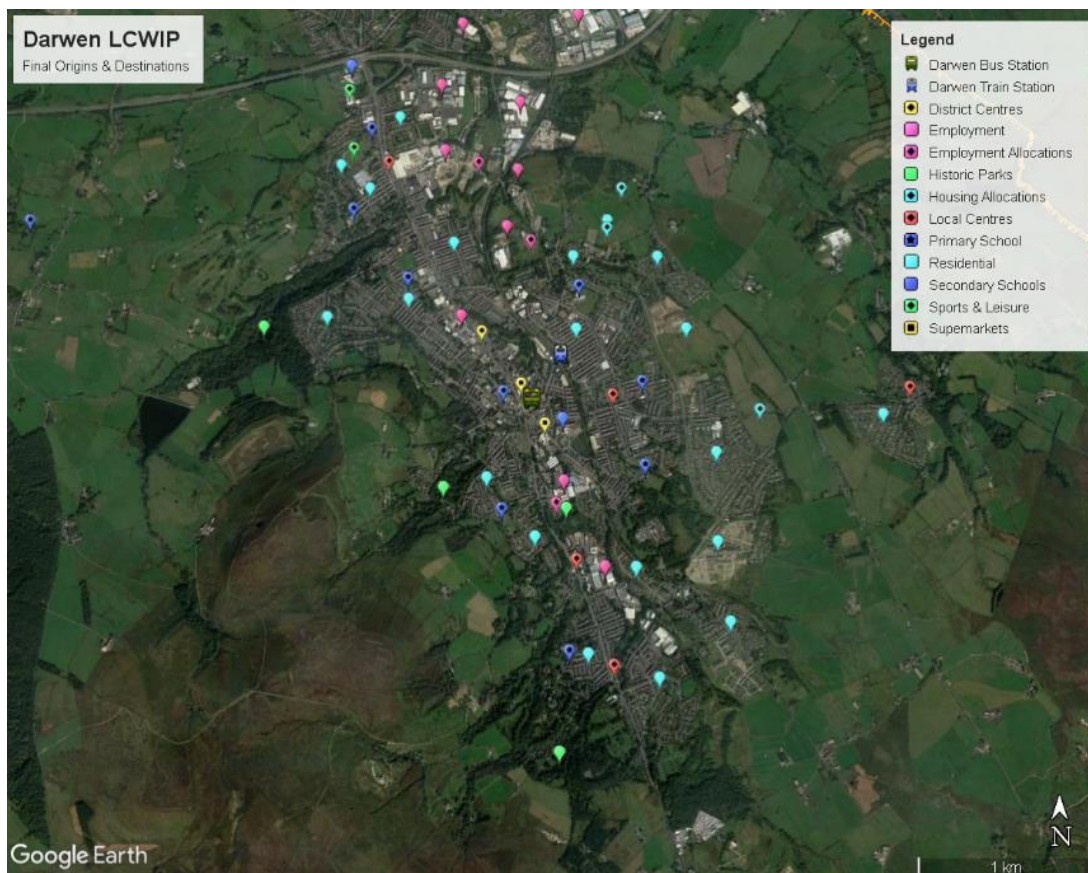 Darwen LCWIP
Final Origins & Destinations
Legend
Darwen Bus Station
Darwen Train Station
District Centres
Employment
Employment Allocations
Historic Parks
Housing Allocations
Local Centres
Primary School
Residential
Secondary Schools
Sports & Leisure
Supemarkets
N
Google Earth
1 km